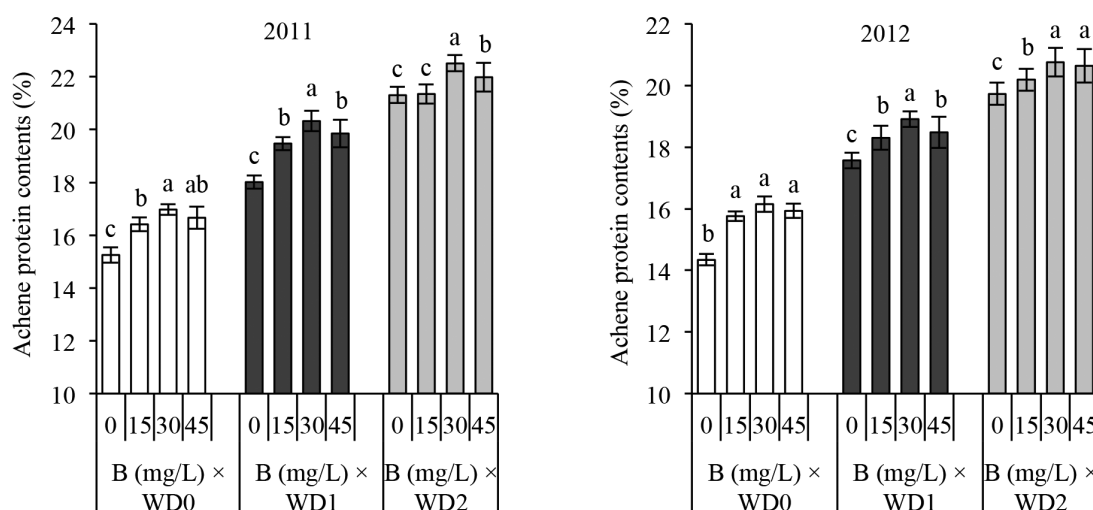 2011
Achene protein contents (%)
24
22
20
18
16
14
12
10
c b a ab
c b a b
c c a b
0 15 30 45
0 15 30 45
0 15 30 45
B (mg/L) ×
WD0
B (mg/L) ×
WD1
B (mg/L) ×
WD2
2012
Achene protein contents (%)
22
20
18
16
14
12
10
b a a a
c b a b
c b a a
0 15 30 45
0 15 30 45
0 15 30 45
B (mg/L) ×
WD0
B (mg/L) ×
WD1
B (mg/L) ×
WD2